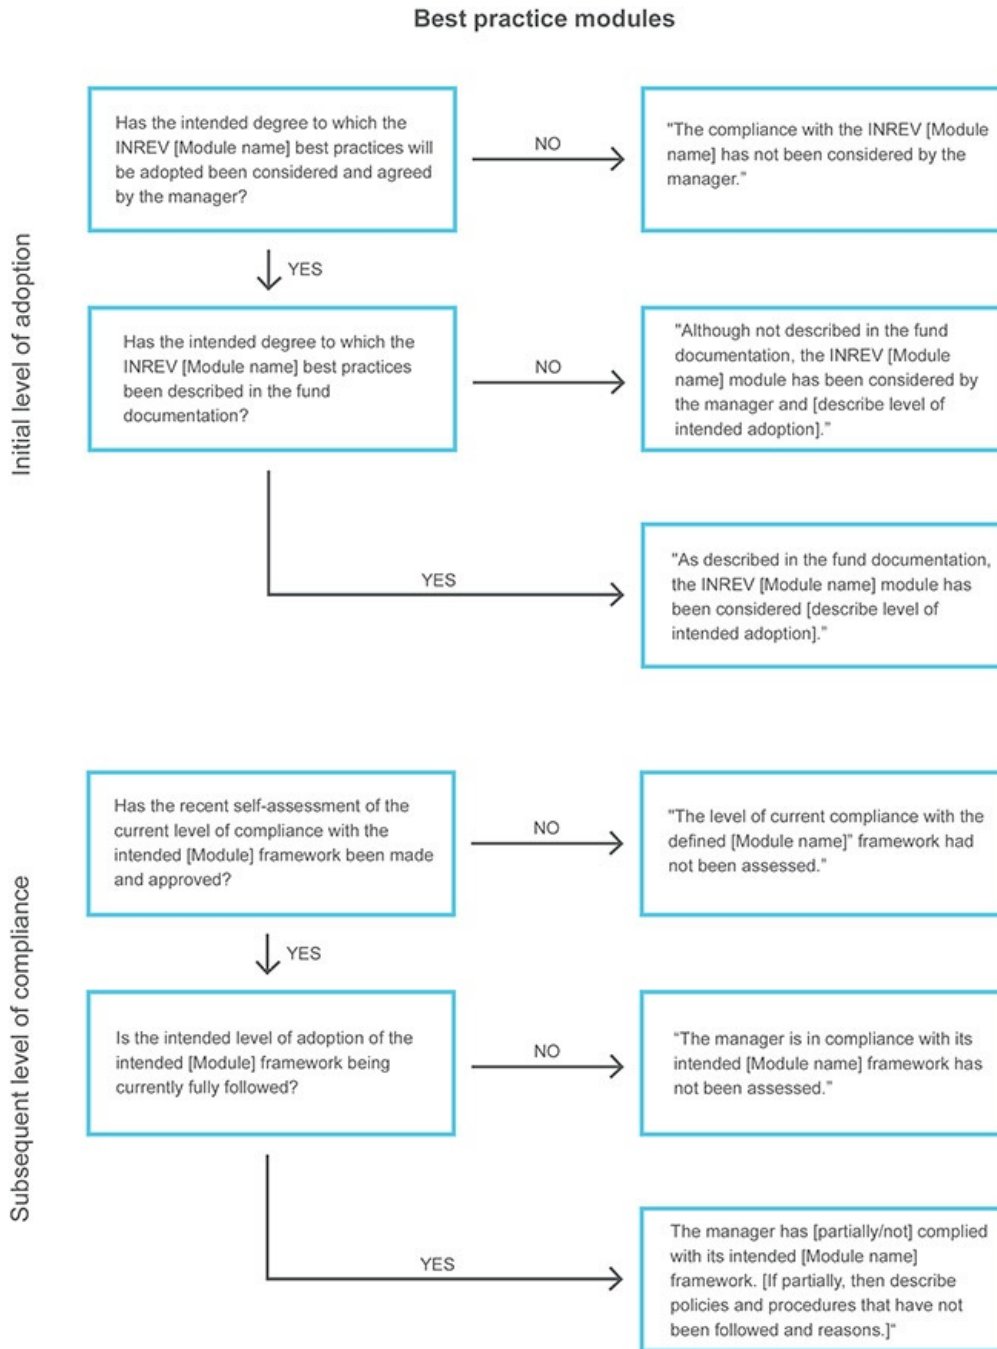 Best practice modules
Initial level of adoption
Has the intended degree to which the
INREV [Module name] best practices will
be adopted been considered and agreed
by the manager?
NO
"The compliance with the INREV [Module
name] has not been considered by the
manager.”
YES
Has the intended degree to which the
INREV [Module name] best practices
been described in the fund
documentation?
NO
"Although not described in the fund
documentation, the INREV [Module
name] module has been considered by
the manager and [describe level of
intended adoption].”
YES
"As described in the fund documentation,
the INREV [Module name] module has
been considered [describe level of
intended adoption].”
Subsequent level of compliance
Has the recent self-assessment of the
current level of compliance with the
intended [Module] framework been made
and approved?
NO
"The level of current compliance with the
defined [Module name]” framework had
not been assessed.”
YES
Is the intended level of adoption of the
intended [Module] framework being
currently fully followed?
NO
“The manager is in compliance with its
intended [Module name] framework has
not been assessed.”
YES
The manager has [partially/not] complied
with its intended [Module name]
framework. [If partially, then describe
policies and procedures that have not
been followed and reasons.]“